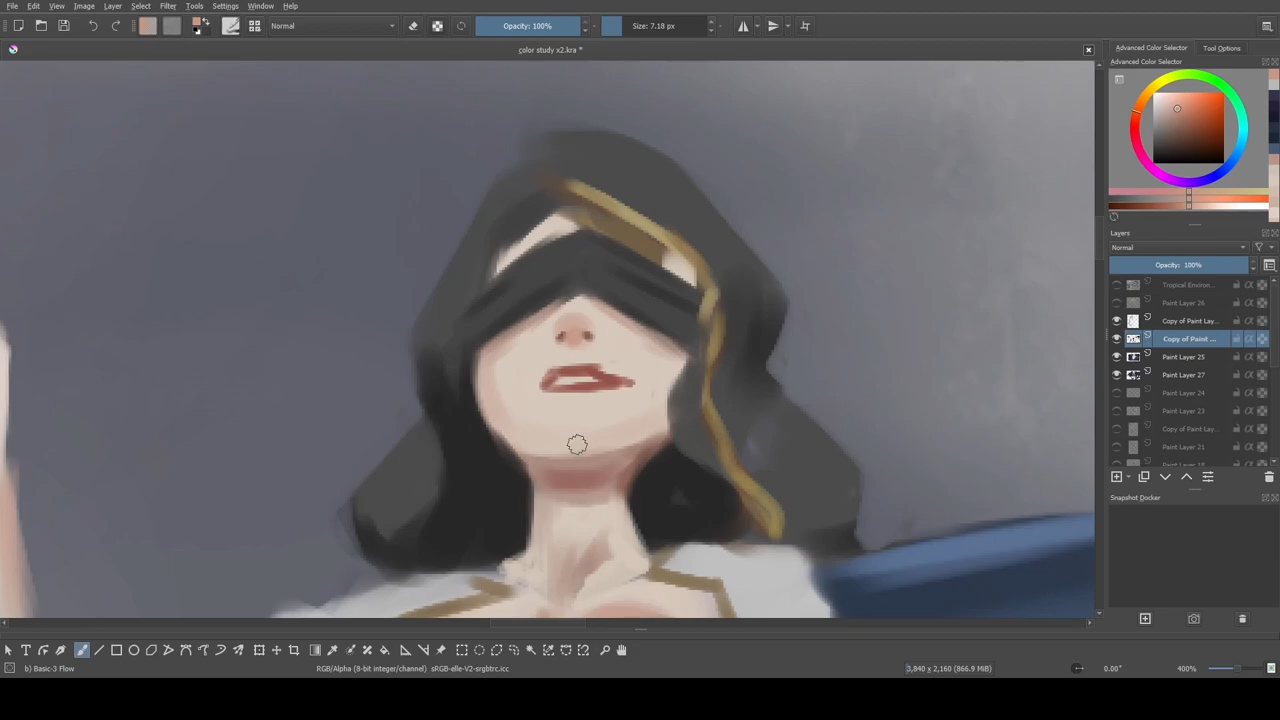 File Edit View Image Layer Select Filter Tools Settings Window Help
Normal Opacity: 100% Size: 7.18 px
color study x2.kra *
Advanced Color Selector Tool Options
Advanced Color Selector
Layers
Normal
Opacity: 100%
Tropical Environ...
Paint Layer 26
Copy of Paint Lay...
Copy of Paint ...
Paint Layer 25
Paint Layer 27
Paint Layer 24
Paint Layer 23
Copy of Paint Lay...
Paint Layer 21
Paint Layer 18
Snapshot Docker
b) Basic-3 Flow RGB/Alpha (8-bit integer/channel) sRGB-elle-V2-srgbtrc.icc 3,840 x 2,160 (866.9 MiB) 0.00° 400%